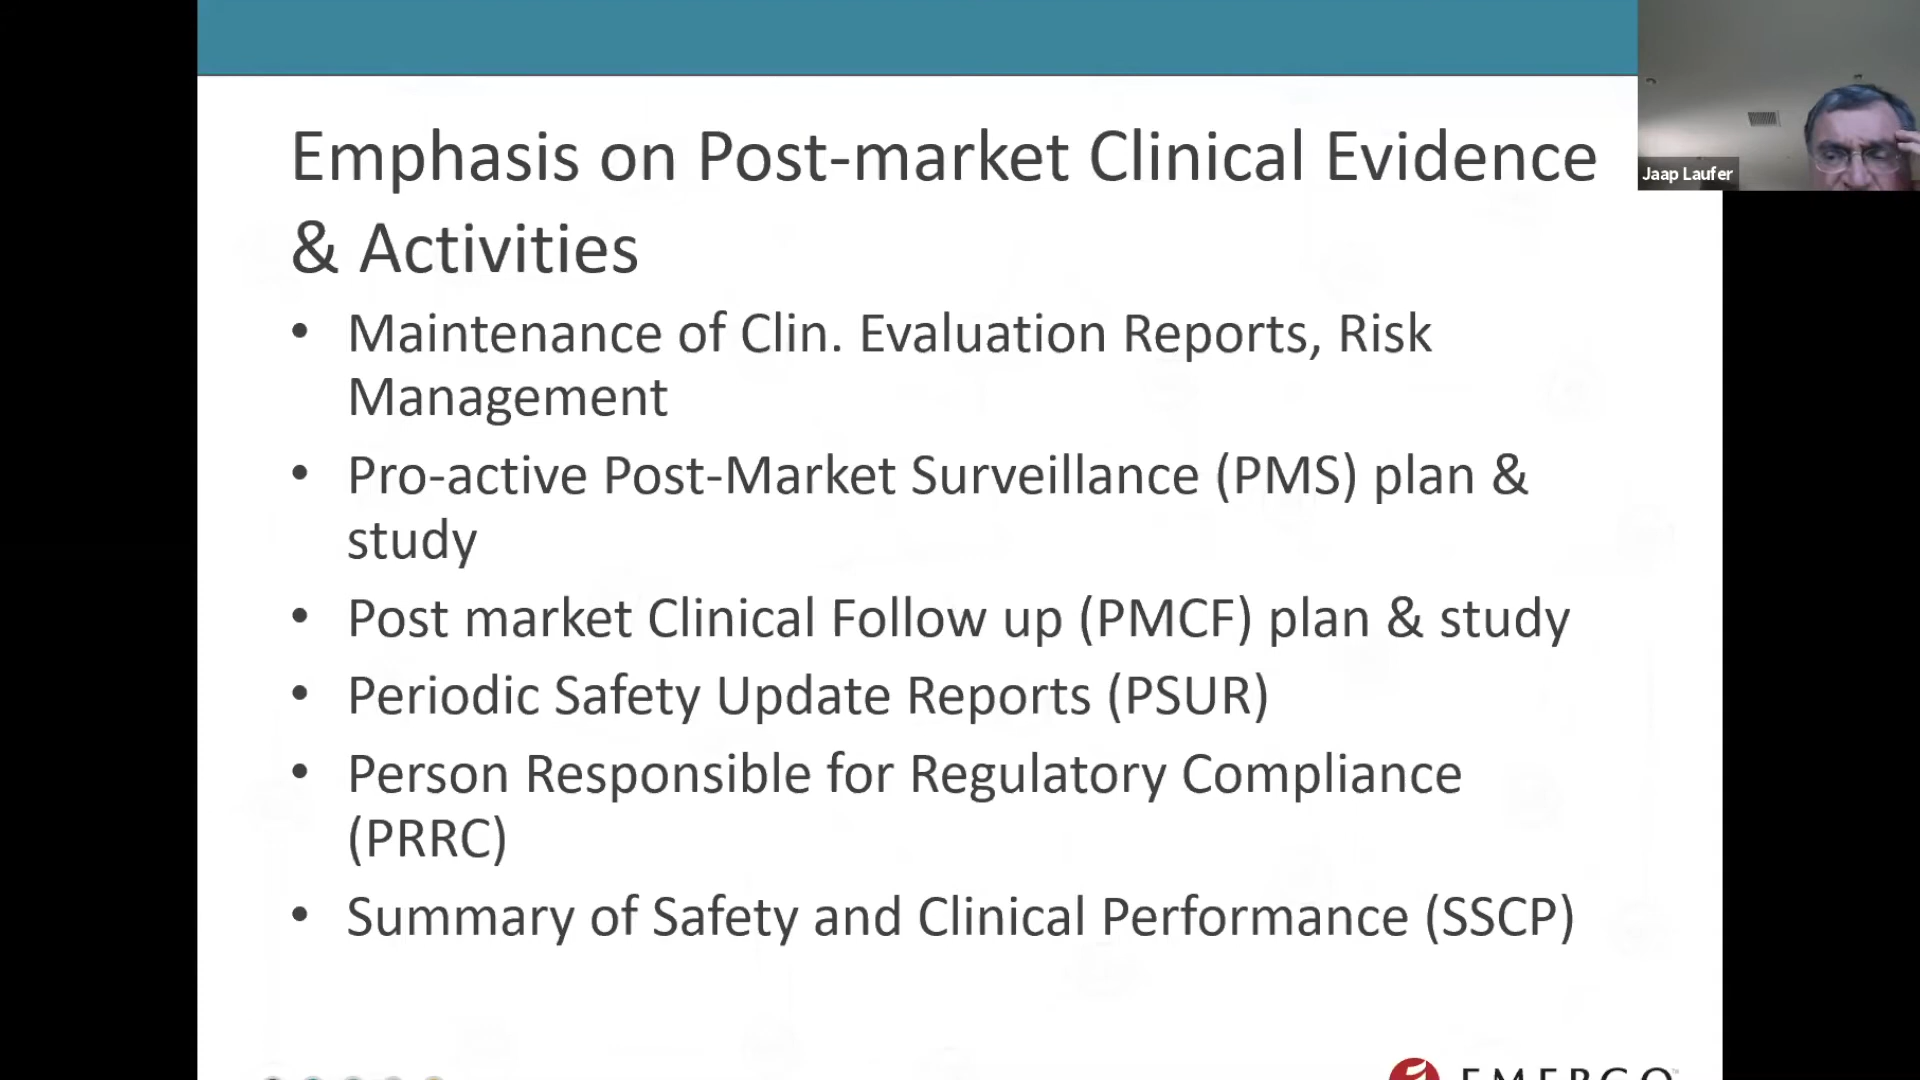 Emphasis on Post-market Clinical Evidence
& Activities
• Maintenance of Clin. Evaluation Reports, Risk
Management
• Pro-active Post-Market Surveillance (PMS) plan &
study
• Post market Clinical Follow up (PMCF) plan & study
• Periodic Safety Update Reports (PSUR)
• Person Responsible for Regulatory Compliance
(PRRC)
• Summary of Safety and Clinical Performance (SSCP)
Jaap Laufer
EMERGO